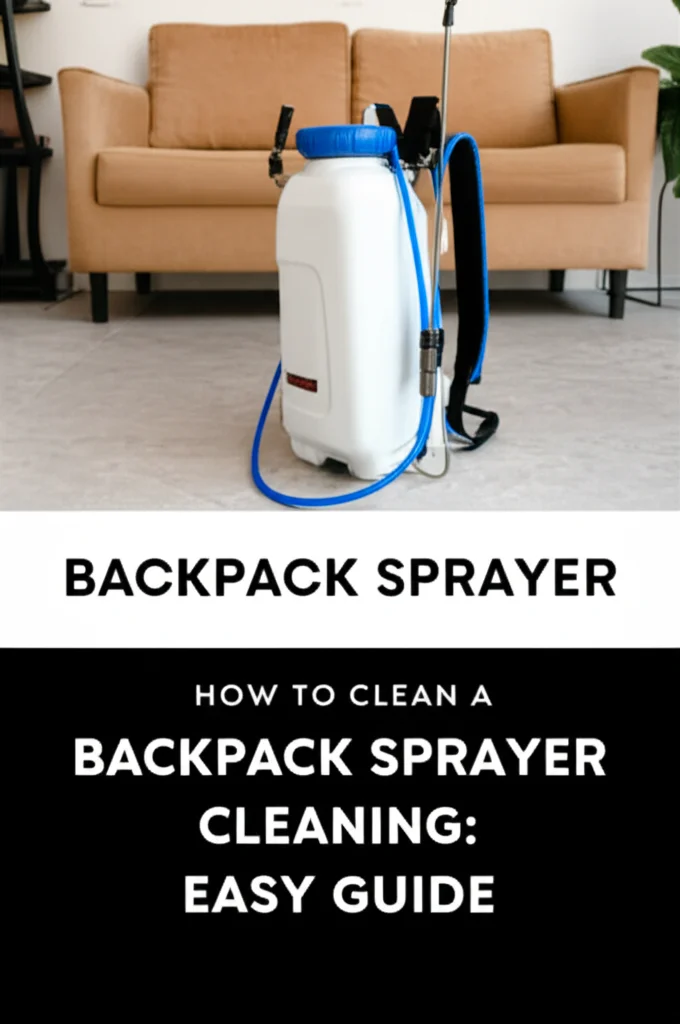 BACKPACK SPRAYER
HOW TO CLEAN A
BACKPACK SPRAYER
CLEANING:
EASY GUIDE